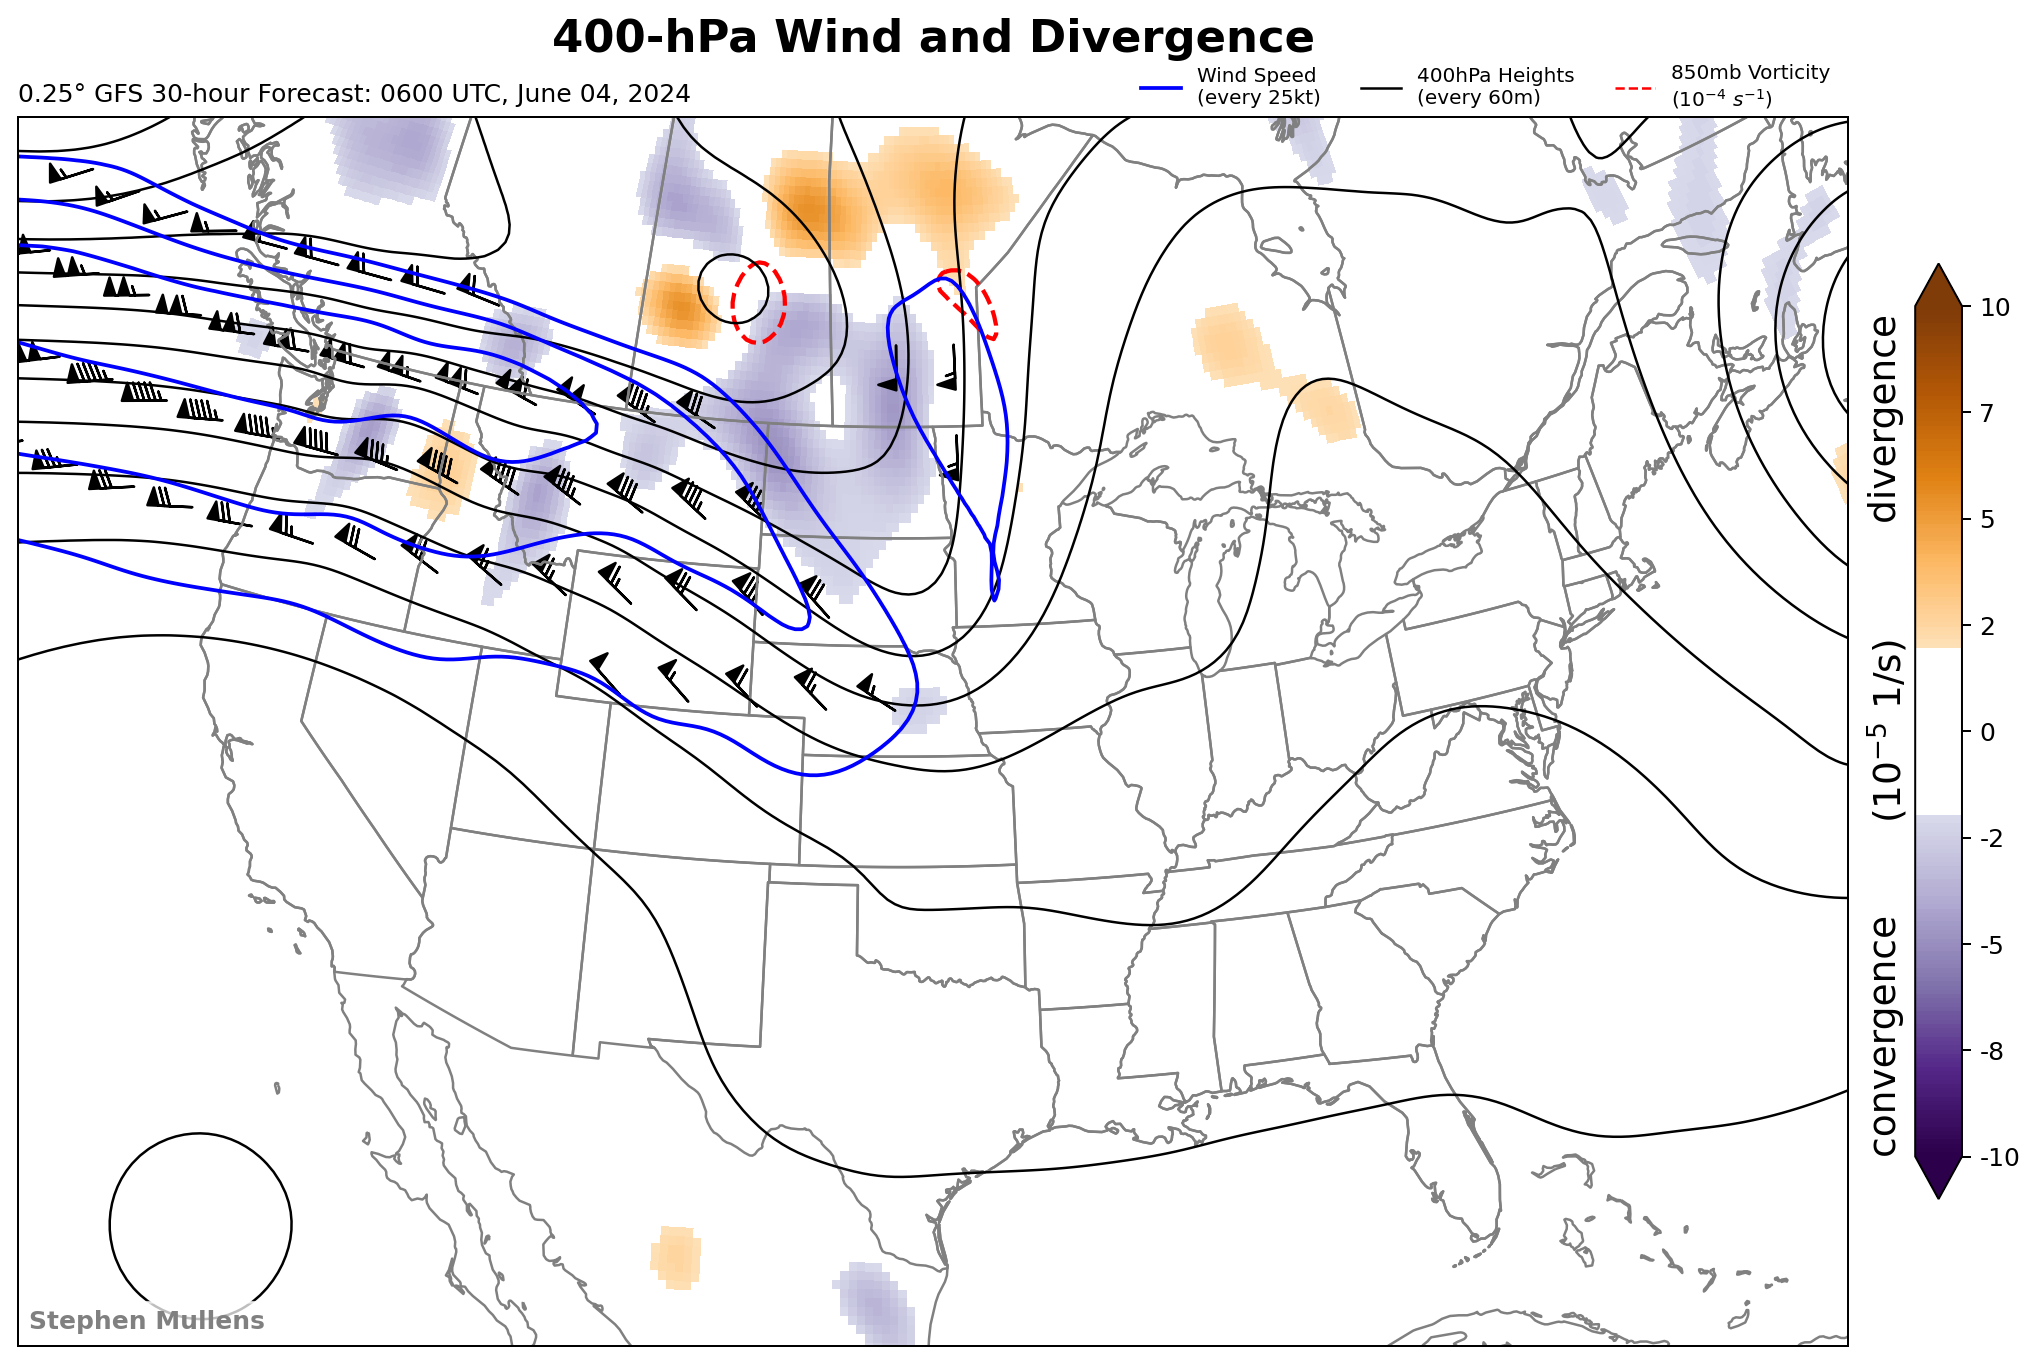 400-hPa Wind and Divergence
0.25° GFS 30-hour Forecast: 0600 UTC, June 04, 2024
Wind Speed
(every 25kt)
400hPa Heights
(every 60m)
850mb Vorticity
(10⁻⁴ s⁻¹)
10
7
5
2
0
-2
-5
-8
-10
convergence (10⁻⁵ 1/s) divergence
Stephen Mullens